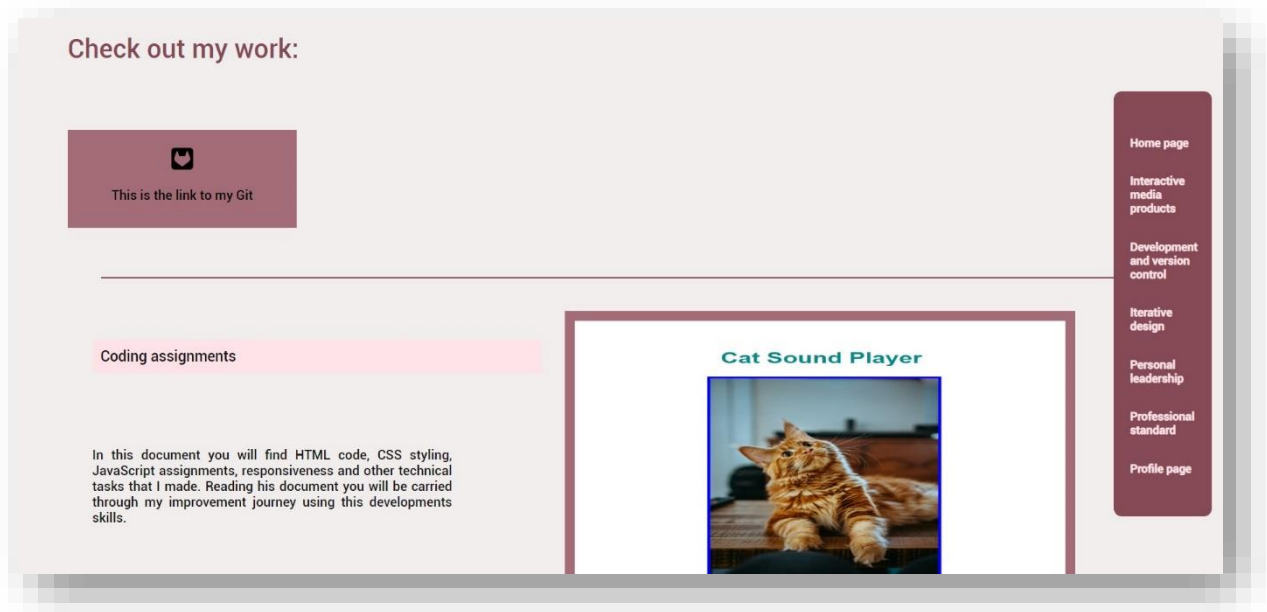 Check out my work:
This is the link to my Git
Coding assignments
In this document you will find HTML code, CSS styling,
JavaScript assignments, responsiveness and other technical
tasks that I made. Reading his document you will be carried
through my improvement journey using this developments
skills.
Cat Sound Player
Home page
Interactive
media
products
Development
and version
control
Iterative
design
Personal
leadership
Professional
standard
Profile page